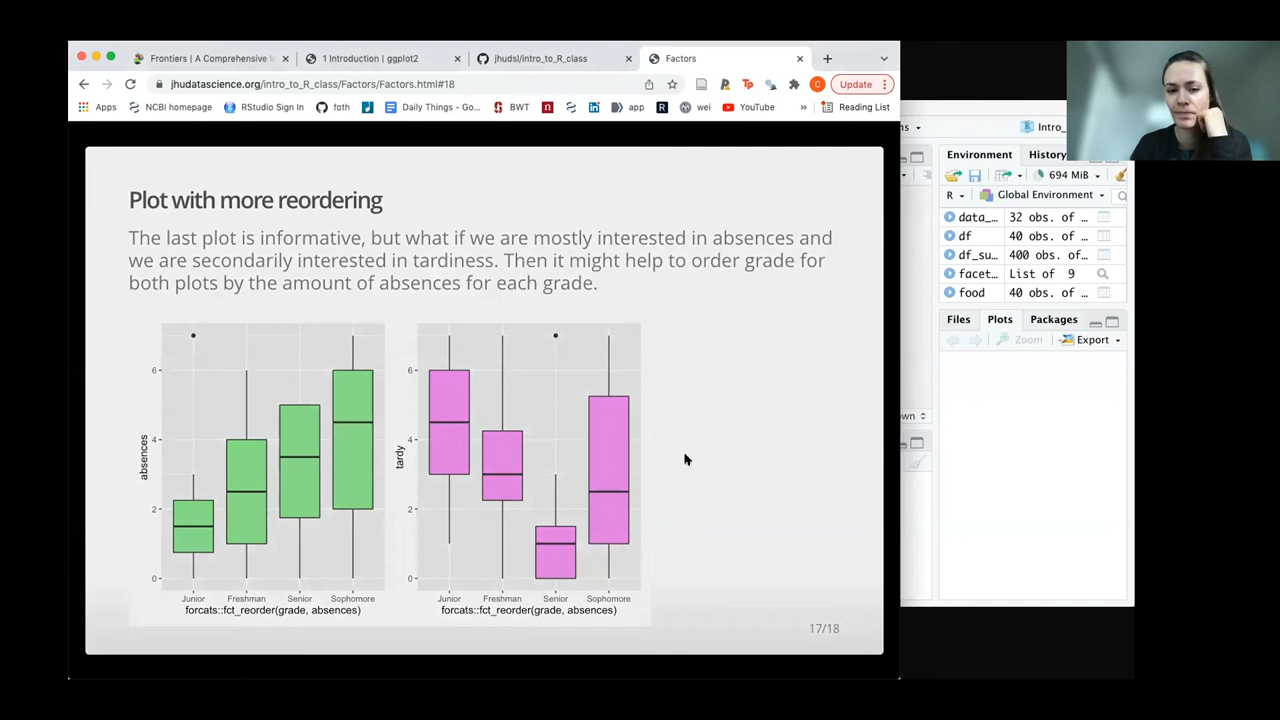 Frontiers | A Comprehensive
1 Introduction | ggplot2
jhudsl/intro_to_R_class
Factors
jhudatascience.org/intro_to_R_class/Factors/Factors.html#18
Update
Apps
NCBI homepage
RStudio Sign In
foth
Daily Things - Go...
BWT
app
wei
YouTube
»
Reading List
Intro_
Environment
History
694 MiB
R
Global Environment
data_... 32 obs. of ...
df 40 obs. of ...
df_su... 400 obs. of ...
facet... List of 9
food 40 obs. of ...
Files
Plots
Packages
Zoom
Export
Plot with more reordering
The last plot is informative, but what if we are mostly interested in absences and
we are secondarily interested in tardiness. Then it might help to order grade for
both plots by the amount of absences for each grade.
absences
6
4
2
0
Junior Freshman Senior Sophomore
forcats::fct_reorder(grade, absences)
tardy
6
4
2
0
Junior Freshman Senior Sophomore
forcats::fct_reorder(grade, absences)
17/18